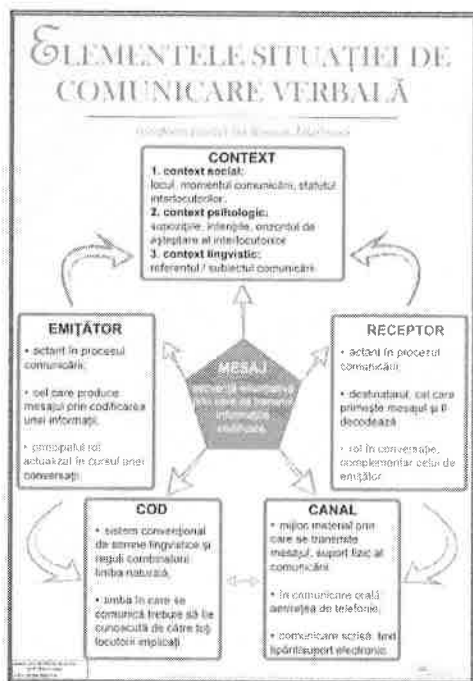 ELEMENTELE SITUAȚIEI DE
COMUNICARE VERBALĂ
CONTEXT
1. context social:
locul, momentul comunicării, statutul
interlocutorilor.
2. context psihologic:
supozițiile, intențiile, orizontul de
așteptare al interlocutorilor
3. context lingvistic:
referentul / subiectul comunicării
EMIȚĂTOR
• actant în procesul
comunicării;
• cel care produce
mesajul prin codificarea
unei informații;
• principalul rol
actualizat în cursul unei
conversații
MESAJ
RECEPTOR
• actant în procesul
comunicării;
• destinatarul, cel care
primește mesajul și îl
decodează
• rol în conversație,
complementar celui de
emițător
COD
• sistem convențional
de semne lingvistice și
reguli combinatorii
limba naturală;
• limba în care se
comunică trebuie să fie
cunoscută de către toți
locutorii implicați
CANAL
• mijloc material prin
care se transmite
mesajul, suport fizic al
comunicării
• în comunicare orală
de telefonie;
• comunicare scrisă: text
tipărit/suport electronic